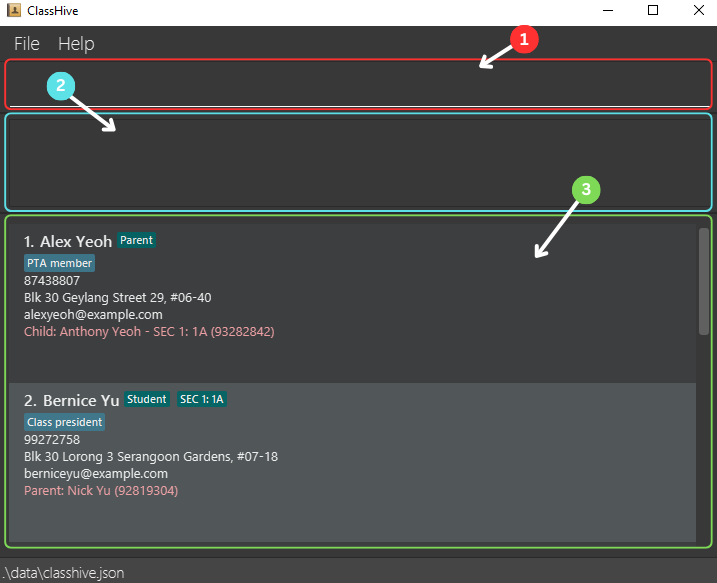 ClassHive
File Help
1
2
3
1. Alex Yeoh Parent
PTA member
87438807
Blk 30 Geylang Street 29, #06-40
alexyeoh@example.com
Child: Anthony Yeoh - SEC 1: 1A (93282842)
2. Bernice Yu Student SEC 1: 1A
Class president
99272758
Blk 30 Lorong 3 Serangoon Gardens, #07-18
berniceyu@example.com
Parent: Nick Yu (92819304)
.\data\classhive.json